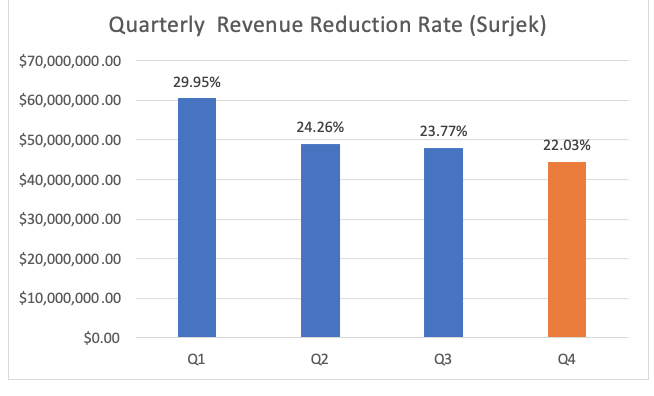 Quarterly  Revenue Reduction Rate (Surjek)
$70,000,000.00
$60,000,000.00
$50,000,000.00
$40,000,000.00
$30,000,000.00
$20,000,000.00
$10,000,000.00
$0.00
29.95%
24.26%
23.77%
22.03%
Q1
Q2
Q3
Q4